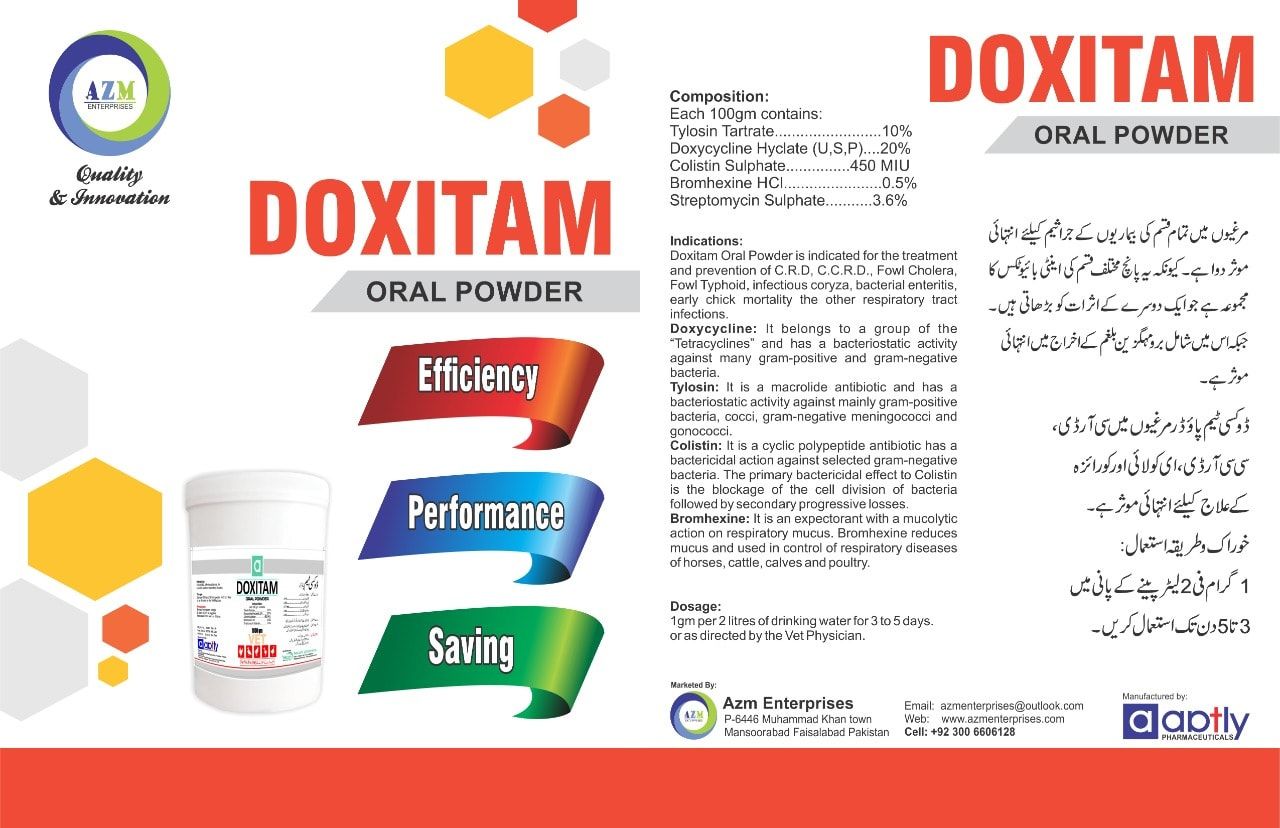 AZM
ENTERPRISES
Quality
& Innovation
DOXITAM
ORAL POWDER
Efficiency
Performance
Saving
a
DOXITAM
ORAL POWDER
VET
aptly
Composition:
Each 100gm contains:
Tylosin Tartrate.........................10%
Doxycycline Hyclate (U,S,P)....20%
Colistin Sulphate...............450 MIU
Bromhexine HCl.......................0.5%
Streptomycin Sulphate...........3.6%
Indications:
Doxitam Oral Powder is indicated for the treatment
and prevention of C.R.D, C.C.R.D., Fowl Cholera,
Fowl Typhoid, infectious coryza, bacterial enteritis,
early chick mortality the other respiratory tract
infections.
Doxycycline: It belongs to a group of the
“Tetracyclines” and has a bacteriostatic activity
against many gram-positive and gram-negative
bacteria.
Tylosin: It is a macrolide antibiotic and has a
bacteriostatic activity against mainly gram-positive
bacteria, cocci, gram-negative meningococci and
gonococci.
Colistin: It is a cyclic polypeptide antibiotic has a
bactericidal action against selected gram-negative
bacteria. The primary bactericidal effect to Colistin
is the blockage of the cell division of bacteria
followed by secondary progressive losses.
Bromhexine: It is an expectorant with a mucolytic
action on respiratory mucus. Bromhexine reduces
mucus and used in control of respiratory diseases
of horses, cattle, calves and poultry.
Dosage:
1gm per 2 litres of drinking water for 3 to 5 days.
or as directed by the Vet Physician.
DOXITAM
ORAL POWDER
مرغیوں میں تمام قسم کی بیماریوں کے جراثیم کیلئے انتہائی
موثر دوا ہے۔ کیونکہ یہ پانچ مختلف قسم کی اینٹی بائیوٹکس کا
مجموعہ ہے جو ایک دوسرے کے اثرات کو بڑھاتی ہیں۔
جبکہ اس میں شامل برومہگزین بلغم کے اخراج میں انتہائی
موثر ہے۔
ڈوکسی ٹیم پاؤڈر مرغیوں میں سی آر ڈی،
سی سی آر ڈی، ای کولائی اور کورائزہ
کے علاج کیلئے انتہائی موثر ہے۔
خوراک و طریقہ استعمال:
1 گرام فی 2 لیٹر پینے کے پانی میں
3 تا 5 دن تک استعمال کریں۔
Marketed By:
AZM
ENTERPRISES
Azm Enterprises
P-6446 Muhammad Khan town
Mansoorabad Faisalabad Pakistan
Email: azmenterprises@outlook.com
Web: www.azmenterprises.com
Cell: +92 300 6606128
Manufactured by:
a aptly
PHARMACEUTICALS